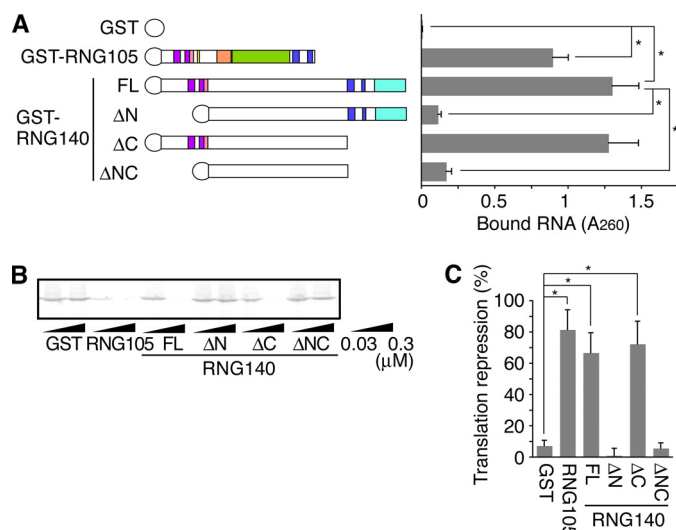 A
GST
GST-RNG105
FL
ΔN
GST-
RNG140
ΔC
ΔNC
*
*
*
*
0 0.5 1 1.5
Bound RNA (A260)
B
GST RNG105 FL ΔN ΔC ΔNC 0.03 0.3
(μM)
RNG140
C
Translation repression (%)
100
80
60
40
20
0
*
*
*
GST
RNG105
FL
ΔN
ΔC
ΔNC
RNG140